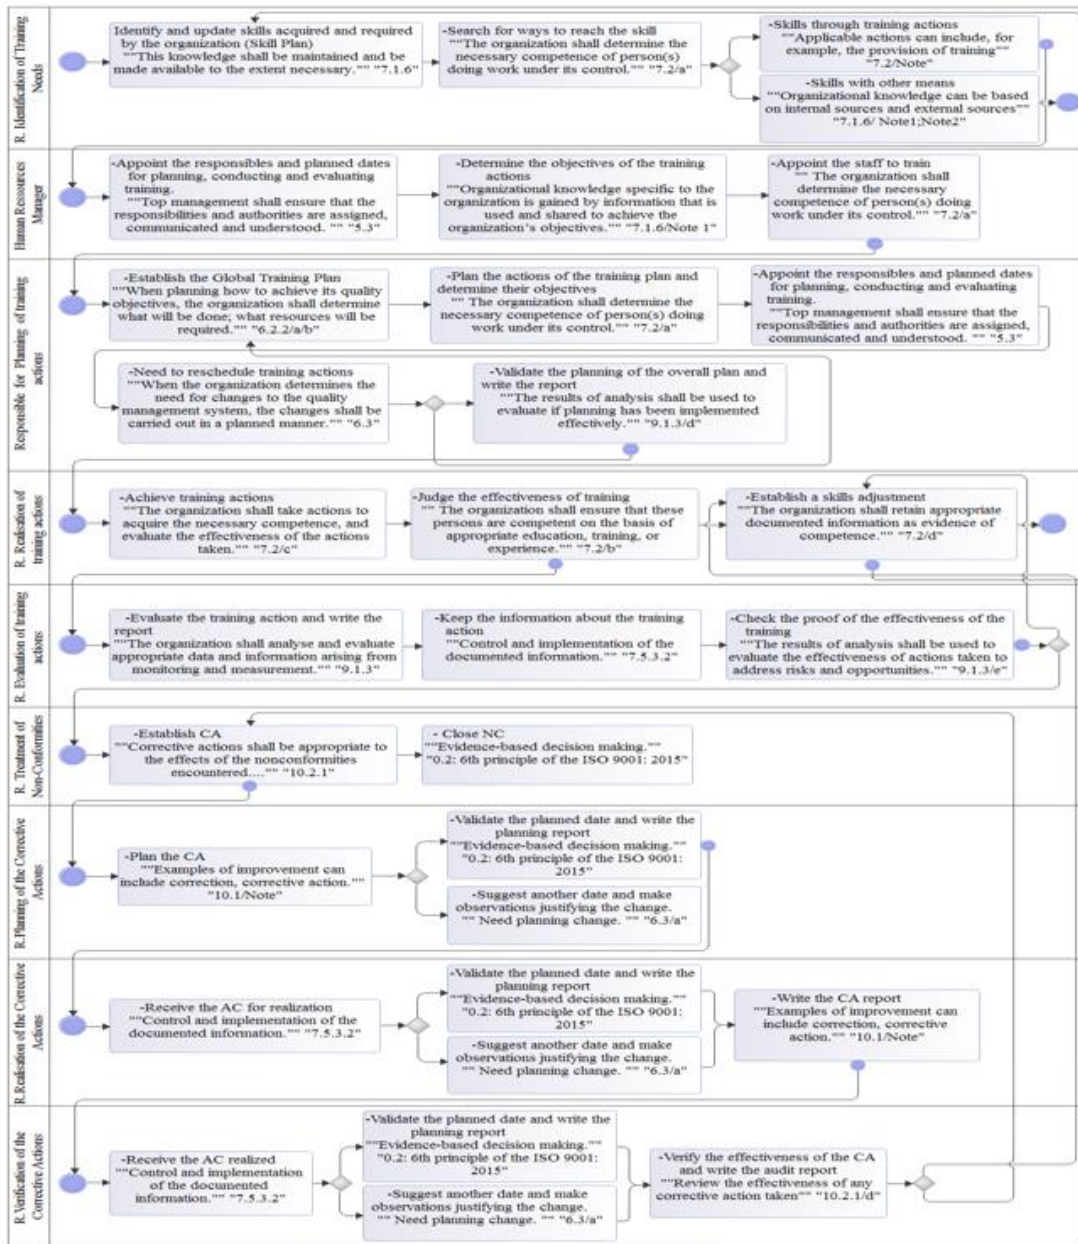 R. Identification of Training
Needs
Identify and update skills acquired and required
by the organization (Skill Plan)
""This knowledge shall be maintained and be
made available to the extent necessary."" "7.1.6"
-Search for ways to reach the skill
""The organization shall determine the
necessary competence of person(s)
doing work under its control."" "7.2/a"
-Skills through training actions
""Applicable actions can include, for
example, the provision of training""
"7.2/Note"
-Skills with other means
""Organizational knowledge can be based
on internal sources and external sources""
"7.1.6/ Note1;Note2"
Human Ressources
Manager
-Appoint the responsibles and planned dates
for planning, conducting and evaluating
training.
""Top management shall ensure that the
responsibilities and authorities are assigned,
communicated and understood. "" "5.3"
-Determine the objectives of the training
actions
""Organizational knowledge specific to the
organization is gained by information that is
used and shared to achieve the
organization's objectives."" "7.1.6/Note 1"
-Appoint the staff to train
"" The organization shall
determine the necessary
competence of person(s) doing
work under its control."" "7.2/a"
Responsible for Planning of training
actions
-Establish the Global Training Plan
""When planning how to achieve its quality
objectives, the organization shall determine
what will be done; what resources will be
required."" "6.2.2/a/b"
-Plan the actions of the training plan and
determine their objectives
"" The organization shall determine the
necessary competence of person(s) doing
work under its control."" "7.2/a"
-Appoint the responsibles and planned dates
for planning, conducting and evaluating
training.
""Top management shall ensure that the
responsibilities and authorities are assigned,
communicated and understood. "" "5.3"
-Need to reschedule training actions
""When the organization determines the
need for changes to the quality
management system, the changes shall be
carried out in a planned manner."" "6.3"
-Validate the planning of the overall plan and
write the report
""The results of analysis shall be used to
evaluate if planning has been implemented
effectively.""9.1.3/d"
R. Realisation of
training actions
-Achieve training actions
""The organization shall take actions to
acquire the necessary competence, and
evaluate the effectiveness of the actions
taken."" "7.2/c"
-Judge the effectiveness of training
"" The organization shall ensure that these
persons are competent on the basis of
appropriate education, training, or
experience."" "7.2/b"
-Establish a skills adjustment
""The organization shall retain appropriate
documented information as evidence of
competence."" "7.2/d"
R. Evaluation of training
actions
-Evaluate the training action and write the
report
""The organization shall analyse and evaluate
appropriate data and information arising from
monitoring and measurement."" "9.1.3"
-Keep the information about the training
action
""Control and implementation of the
documented information."" "7.5.3.2"
-Check the proof of the effectiveness of the
training
""The results of analysis shall be used to
evaluate the effectiveness of actions taken to
address risks and opportunities."" "9.1.3/e"
R. Treatment of
Non-Conformities
-Establish CA
""Corrective actions shall be appropriate to
the effects of the nonconformities
encountered...."" "10.2.1"
- Close NC
""Evidence-based decision making.""
"0.2: 6th principle of the ISO 9001: 2015"
R.Planning of the Corrective
Actions
-Plan the CA
""Examples of improvement can
include correction, corrective action.""
"10.1/Note"
-Validate the planned date and write the
planning report
""Evidence-based decision making.""
"0.2: 6th principle of the ISO 9001:
2015"
-Suggest another date and make
observations justifying the change.
"" Need planning change. "" "6.3/a"
R.Realisation of the Corrective
Actions
-Receive the AC for realization
""Control and implementation of the
documented information."" "7.5.3.2"
-Validate the planned date and write the
planning report
""Evidence-based decision making.""
"0.2: 6th principle of the ISO 9001:
2015"
-Suggest another date and make
observations justifying the change.
"" Need planning change. "" "6.3/a"
-Write the CA report
""Examples of improvement can
include correction, corrective
action."" "10.1/Note"
R.Verification of the
Corrective Actions
-Receive the AC realized
""Control and implementation
of the documented
information."" "7.5.3.2"
-Validate the planned date and write the
planning report
""Evidence-based decision making.""
"0.2: 6th principle of the ISO 9001:
2015"
-Suggest another date and make
observations justifying the change.
"" Need planning change. "" "6.3/a"
-Verify the effectiveness of the CA
and write the audit report
""Review the effectiveness of any
corrective action taken"" "10.2.1/d"